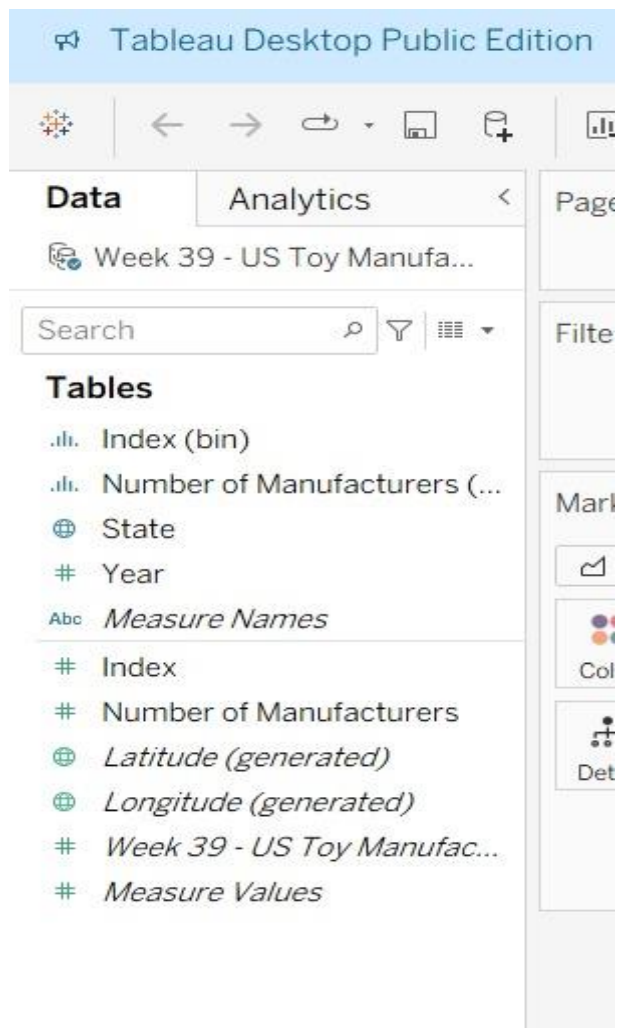 Tableau Desktop Public Edition
Data Analytics Page
Week 39 - US Toy Manufa...
Search Filte
Tables
Index (bin)
Number of Manufacturers (...
State Mark
# Year
Abc Measure Names
# Index Col
# Number of Manufacturers
Latitude (generated) Det
Longitude (generated)
# Week 39 - US Toy Manufac...
# Measure Values